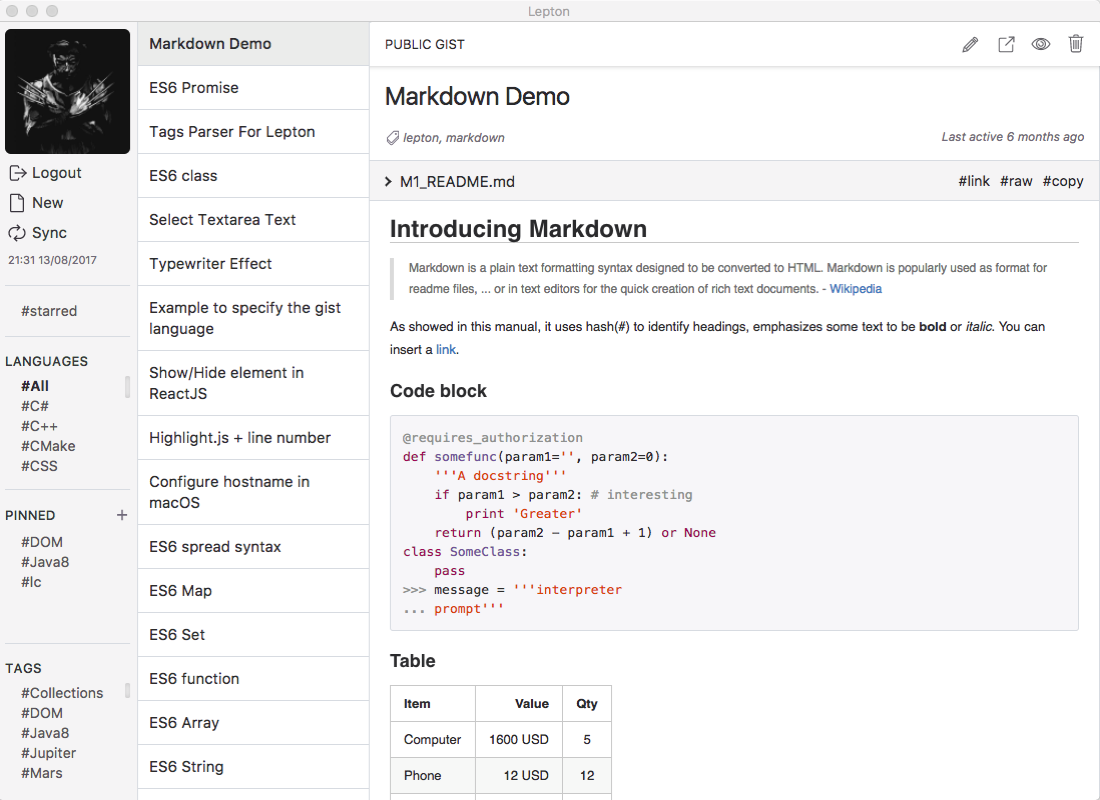 Lepton
Logout
New
Sync
21:31 13/08/2017
#starred
LANGUAGES
#All
#C#
#C++
#CMake
#CSS
PINNED +
#DOM
#Java8
#lc
TAGS
#Collections
#DOM
#Java8
#Jupiter
#Mars
Markdown Demo
ES6 Promise
Tags Parser For Lepton
ES6 class
Select Textarea Text
Typewriter Effect
Example to specify the gist
language
Show/Hide element in
ReactJS
Highlight.js + line number
Configure hostname in
macOS
ES6 spread syntax
ES6 Map
ES6 Set
ES6 function
ES6 Array
ES6 String
PUBLIC GIST
Markdown Demo
lepton, markdown
Last active 6 months ago
M1_README.md
#link #raw #copy
Introducing Markdown
Markdown is a plain text formatting syntax designed to be converted to HTML. Markdown is popularly used as format for
readme files, ... or in text editors for the quick creation of rich text documents. - Wikipedia
As showed in this manual, it uses hash(#) to identify headings, emphasizes some text to be bold or italic. You can
insert a link.
Code block
@requires_authorization
def somefunc(param1='', param2=0):
    '''A docstring'''
    if param1 > param2: # interesting
        print 'Greater'
    return (param2 - param1 + 1) or None
class SomeClass:
    pass
>>> message = '''interpreter
... prompt'''
Table
Item Value Qty
Computer 1600 USD 5
Phone 12 USD 12